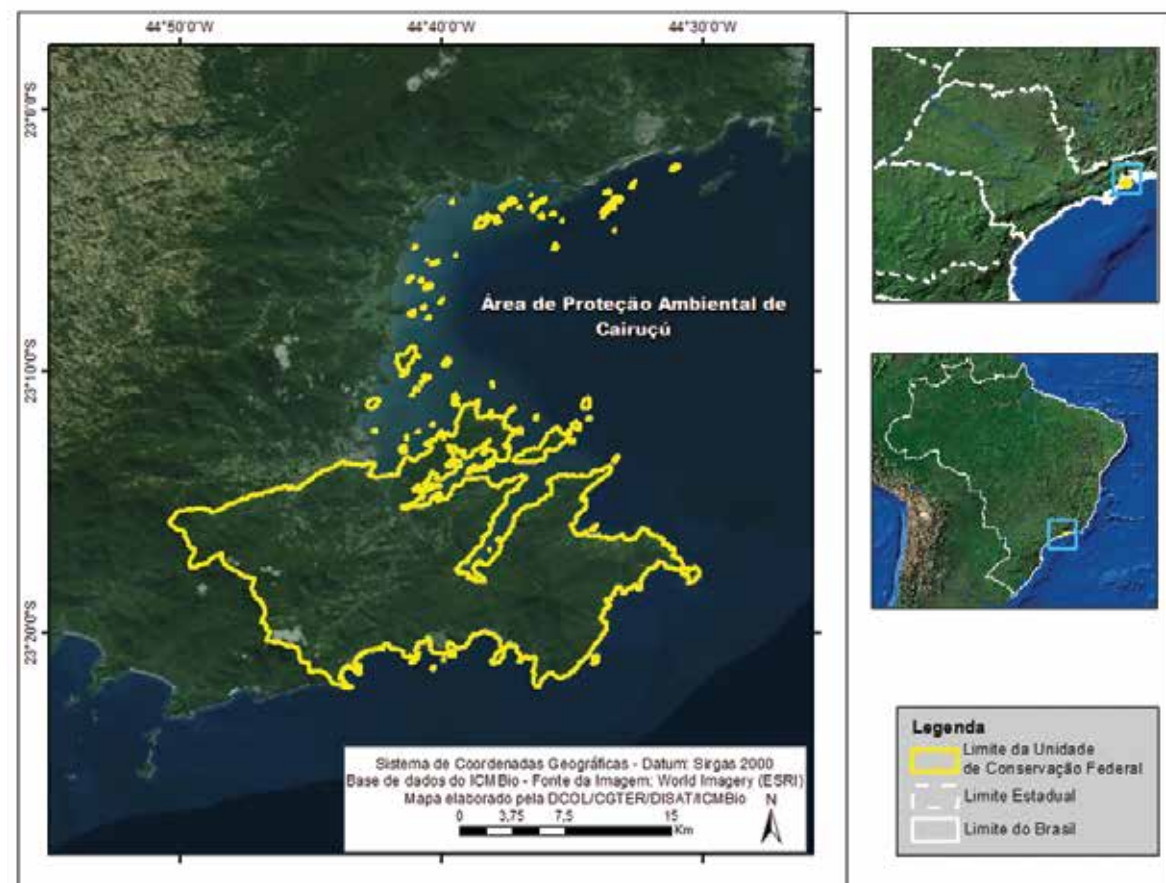 44°50'0"W
44°40'0"W
44°30'0"W
23°0'0"S
23°10'0"S
23°20'0"S
Área de Proteção Ambiental de
Cairuçú
Sistema de Coordenadas Geográficas - Datum: Sirgas 2000
Base de dados do ICMBio - Fonte da Imagem: World Imagery (ESRI)
Mapa elaborado pela DCOL/CGTER/DISAT/ICMBio
N
0 3,75 7,5 15
Km
Legenda
Limite da Unidade
de Conservação Federal
Limite Estadual
Limite do Brasil